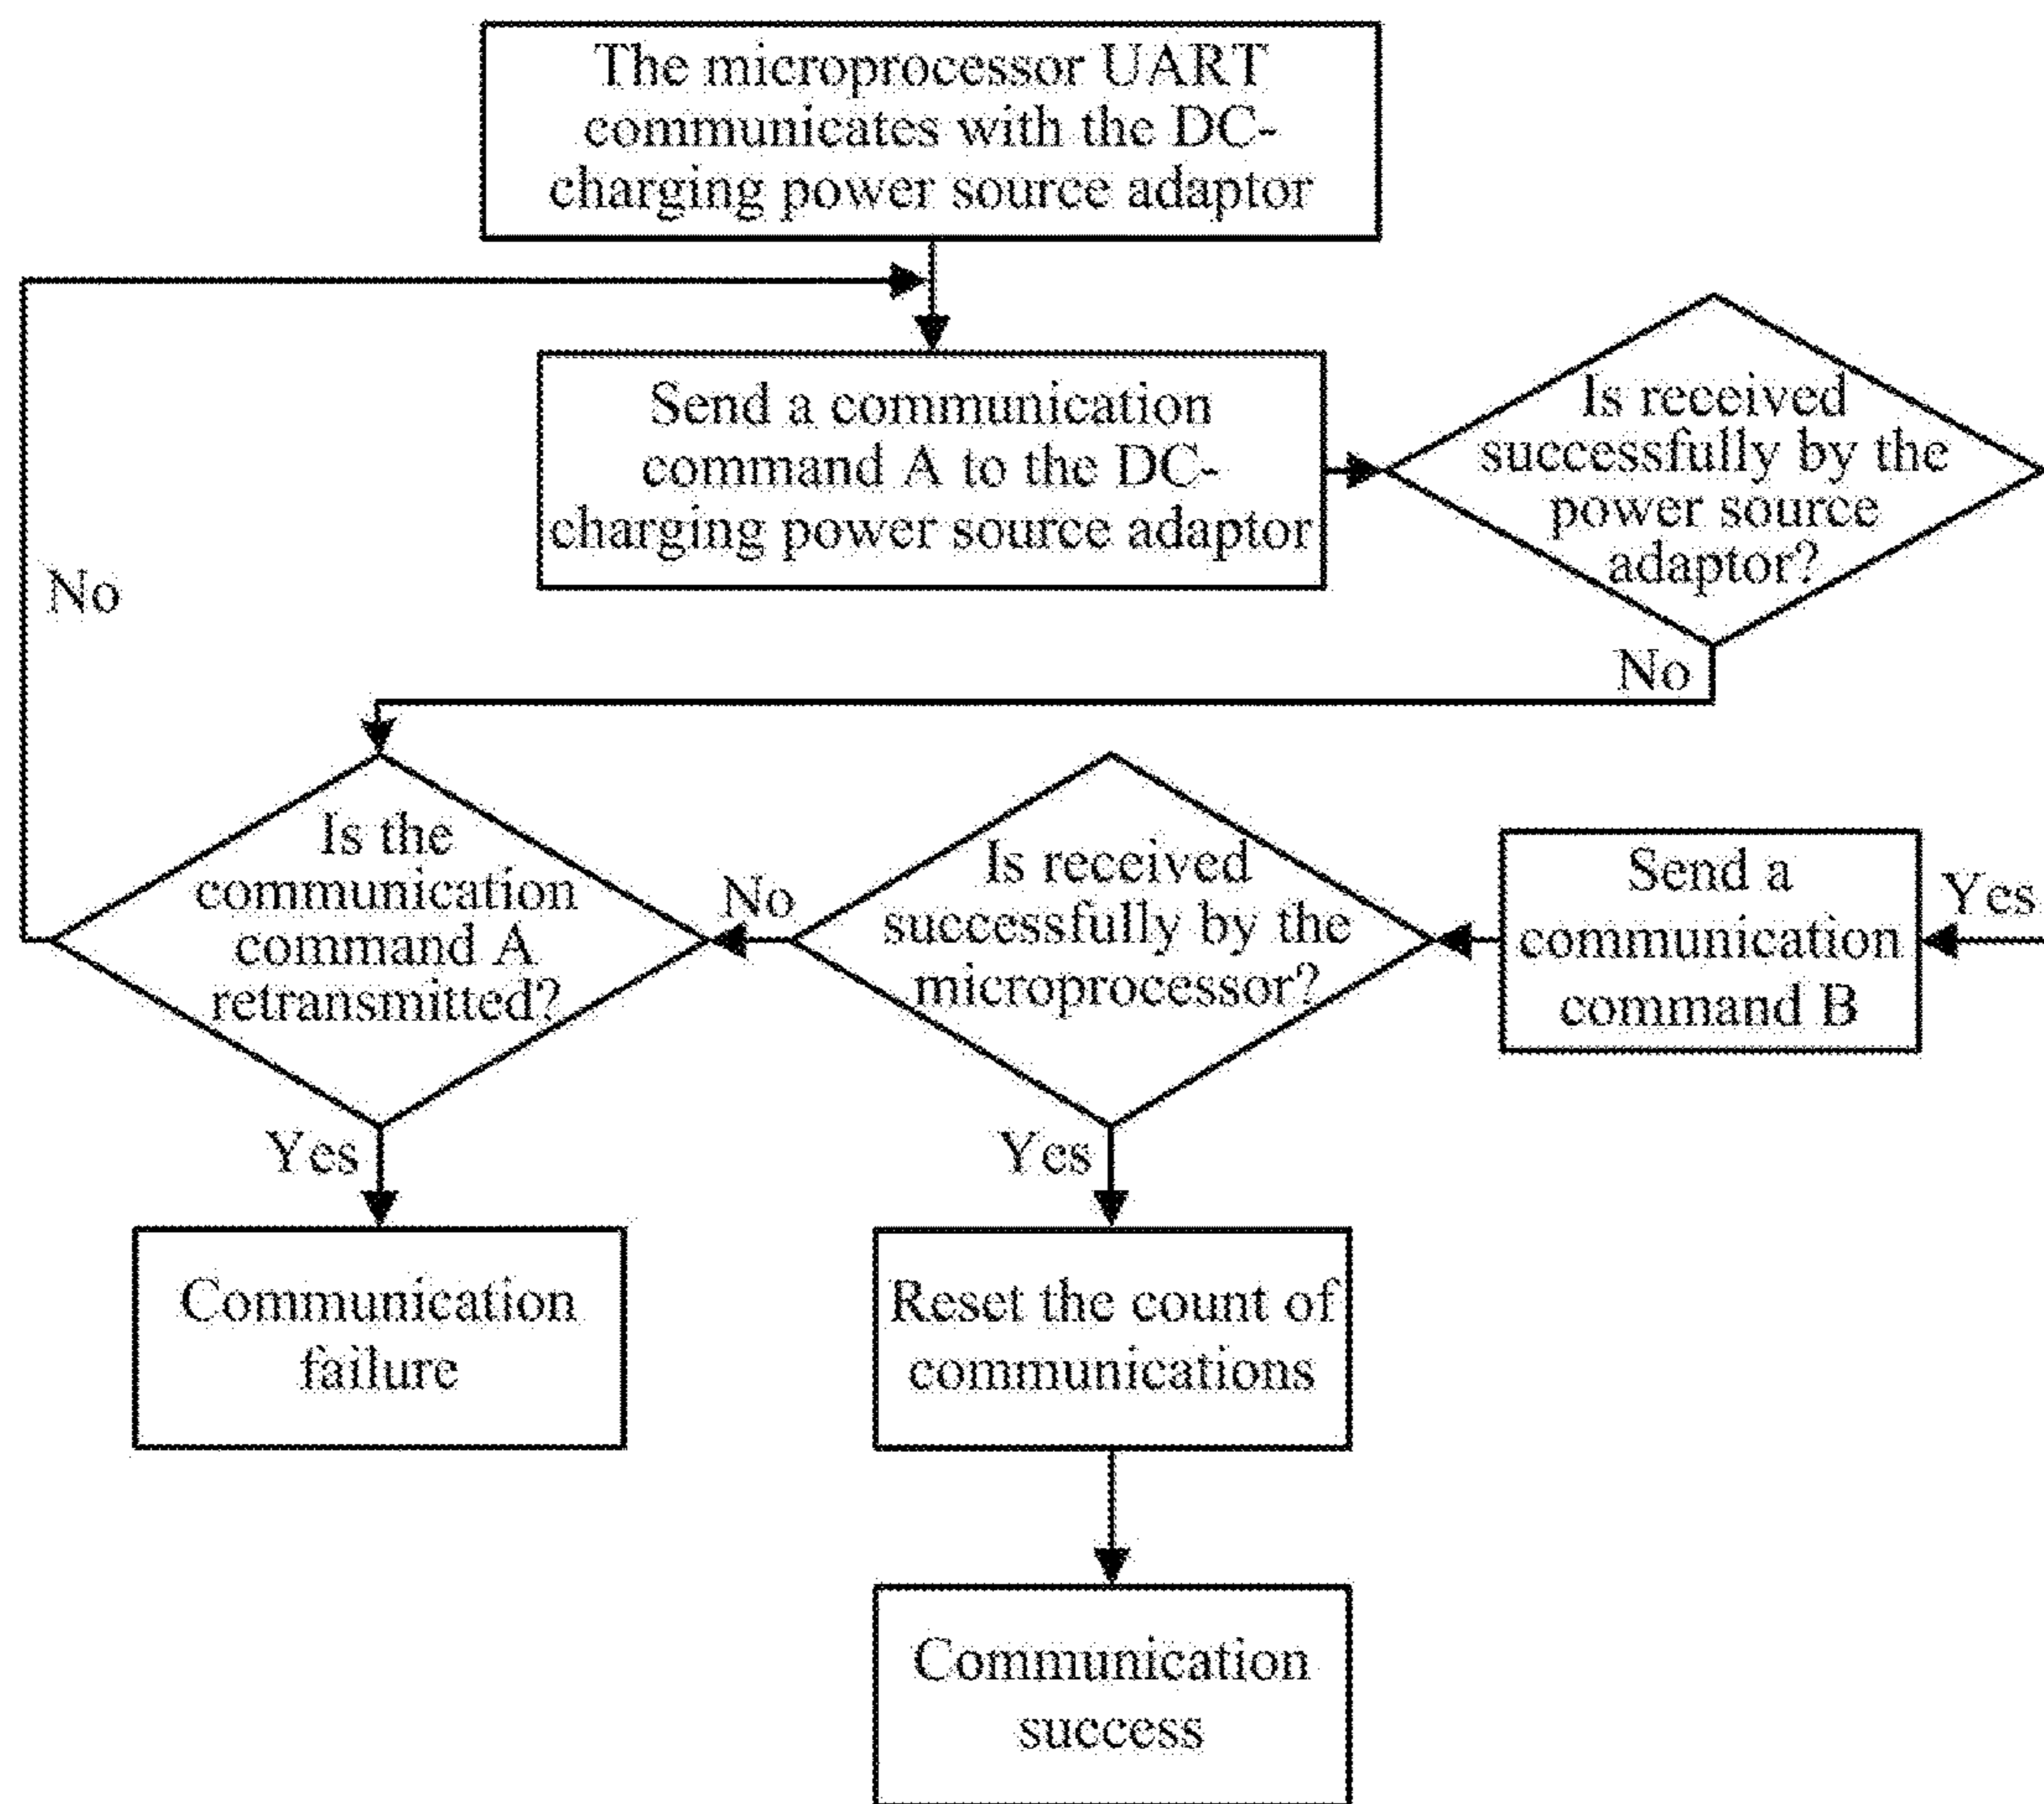 The microprocessor UART
communicates with the DC-
charging power source adaptor
Send a communication
command A to the DC-
charging power source adaptor
Is received
successfully by the
power source
adaptor?
No
No
Is the
communication
command A
retransmitted?
No
Is received
successfully by the
microprocessor?
Send a
communication
command B
Yes
Yes
Yes
Communication
failure
Reset the count of
communications
Communication
success